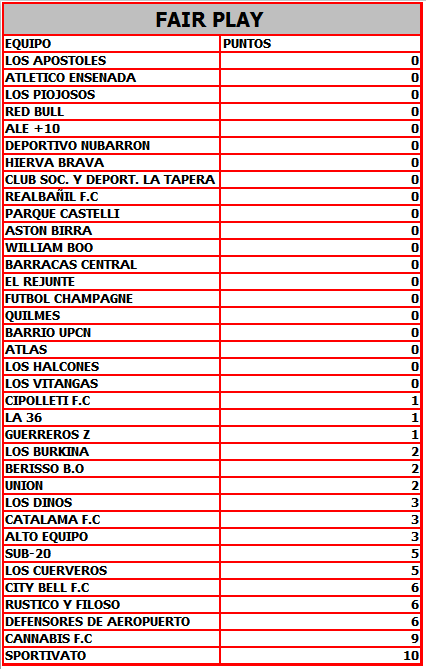 FAIR PLAY
EQUIPO PUNTOS
LOS APOSTOLES 0
ATLETICO ENSENADA 0
LOS PIOJOSOS 0
RED BULL 0
ALE +10 0
DEPORTIVO NUBARRON 0
HIERVA BRAVA 0
CLUB SOC. Y DEPORT. LA TAPERA 0
REALBAÑIL F.C 0
PARQUE CASTELLI 0
ASTON BIRRA 0
WILLIAM BOO 0
BARRACAS CENTRAL 0
EL REJUNTE 0
FUTBOL CHAMPAGNE 0
QUILMES 0
BARRIO UPCN 0
ATLAS 0
LOS HALCONES 0
LOS VITANGAS 0
CIPOLLETI F.C 1
LA 36 1
GUERREROS Z 1
LOS BURKINA 2
BERISSO B.O 2
UNION 2
LOS DINOS 3
CATALAMA F.C 3
ALTO EQUIPO 3
SUB-20 5
LOS CUERVEROS 5
CITY BELL F.C 6
RUSTICO Y FILOSO 6
DEFENSORES DE AEROPUERTO 6
CANNABIS F.C 9
SPORTIVATO 10